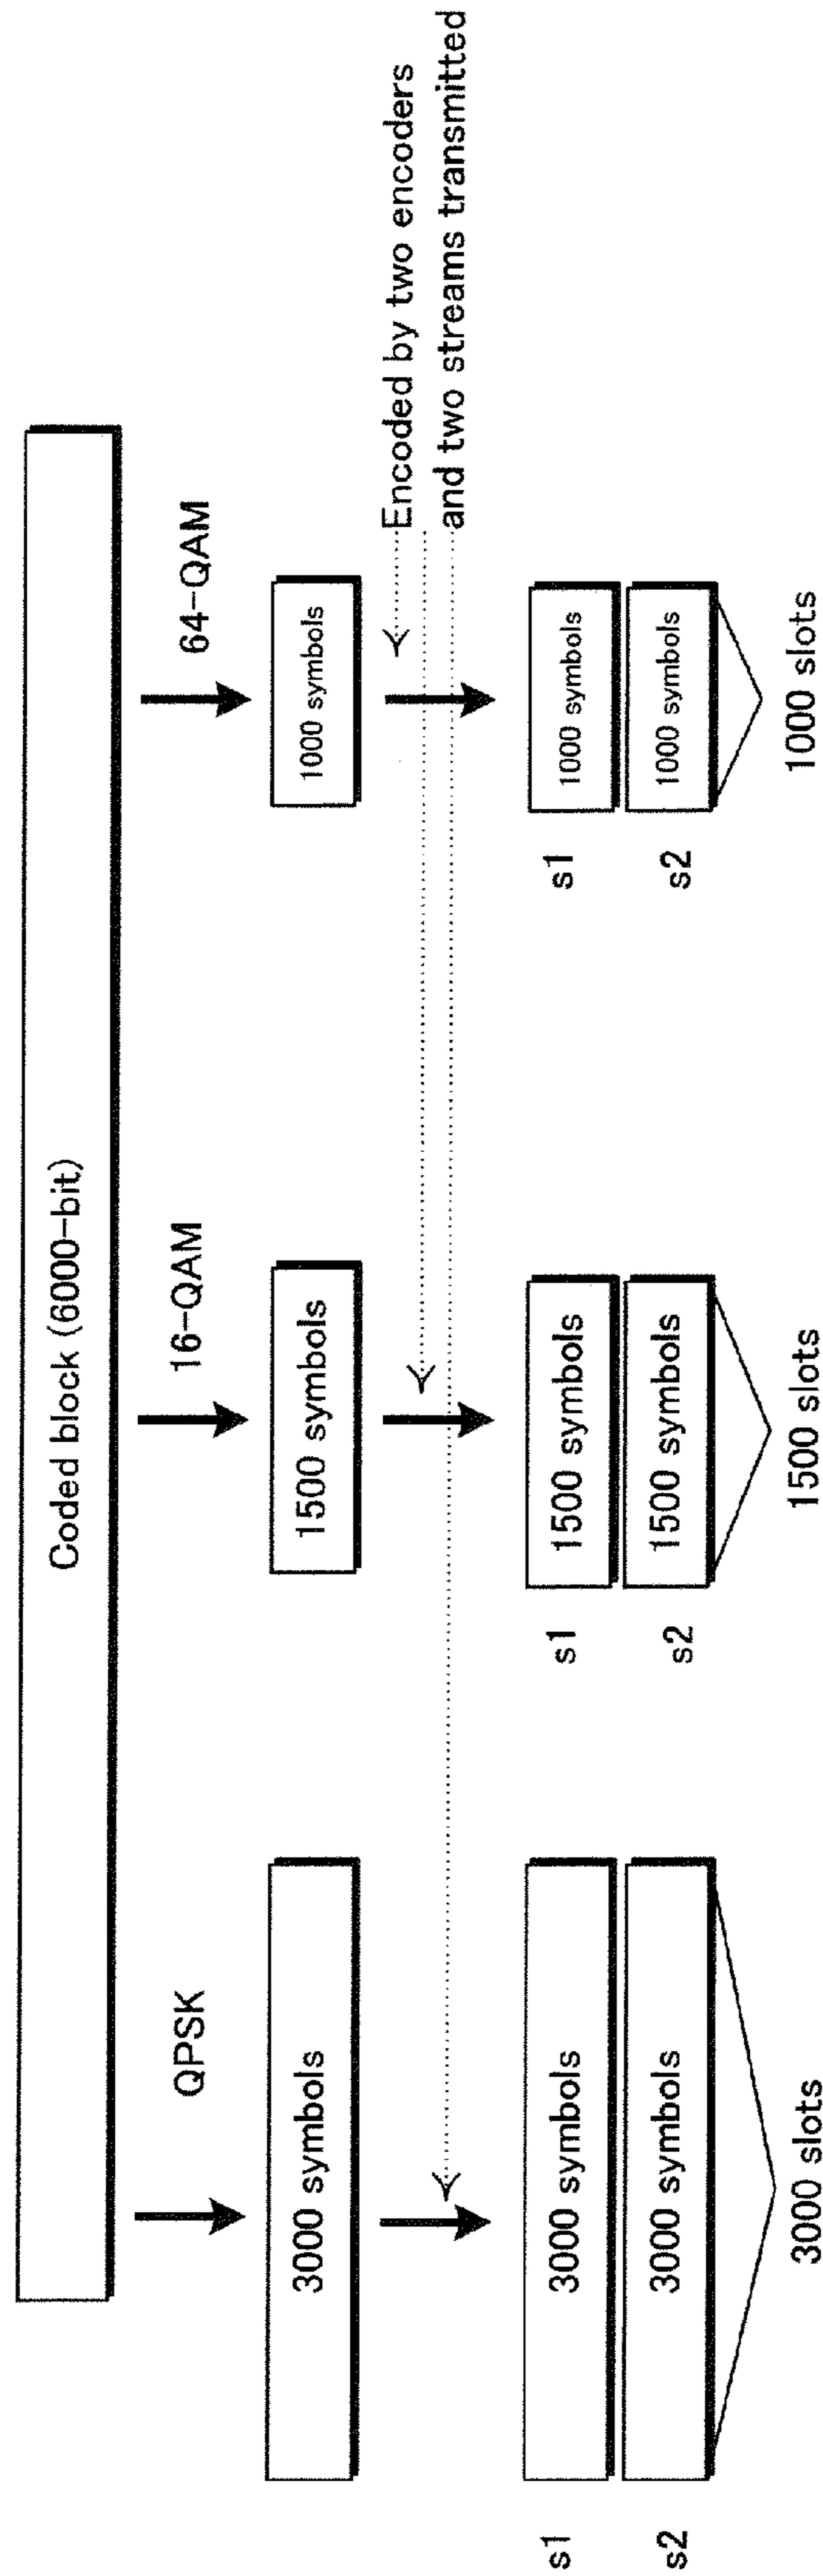 Coded block (6000-bit)
QPSK
16-QAM
64-QAM
3000 symbols
1500 symbols
1000 symbols
Encoded by two encoders
and two streams transmitted
s1
3000 symbols
s1
1500 symbols
s1
1000 symbols
s2
3000 symbols
s2
1500 symbols
s2
1000 symbols
3000 slots
1500 slots
1000 slots